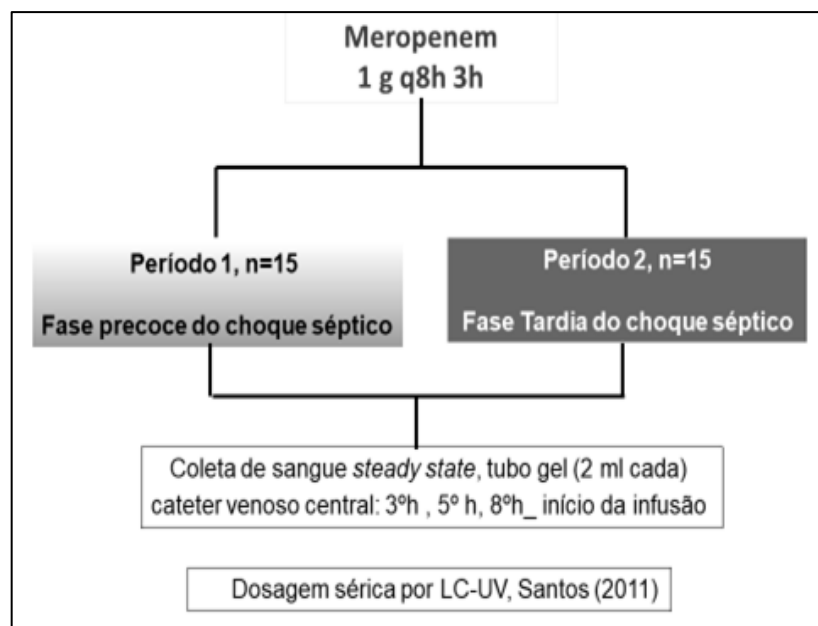 Meropenem
1 g q8h 3h
Período 1, n=15
Fase precoce do choque séptico
Período 2, n=15
Fase Tardia do choque séptico
Coleta de sangue steady state, tubo gel (2 ml cada)
cateter venoso central: 3ºh , 5º h, 8ºh_ início da infusão
Dosagem sérica por LC-UV, Santos (2011)